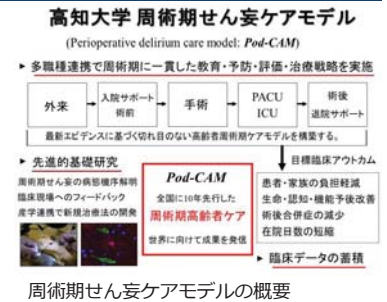 高知大学 周術期せん妄ケアモデル
(Perioperative delirium care model: Pod-CAM)
▶ 多職種連携で周術期に一貫した教育・予防・評価・治療戦略を実施
外来
入院サポート
術前
手術
PACU
ICU
術後
退院サポート
最新エビデンスに基づく切れ目のない高齢者周術期ケアモデルを構築する。
▶ 先進的基礎研究
周術期せん妄の病態機序解明
臨床現場へのフィードバック
産学連携で新規治療法の開発
Pod-CAM
全国に10年先行した
周術期高齢者ケア
世界に向けて成果を発信
目標臨床アウトカム
患者・家族の負担軽減
生命・認知・機能予後改善
術後合併症の減少
在院日数の短縮
▶ 臨床データの蓄積
周術期せん妄ケアモデルの概要